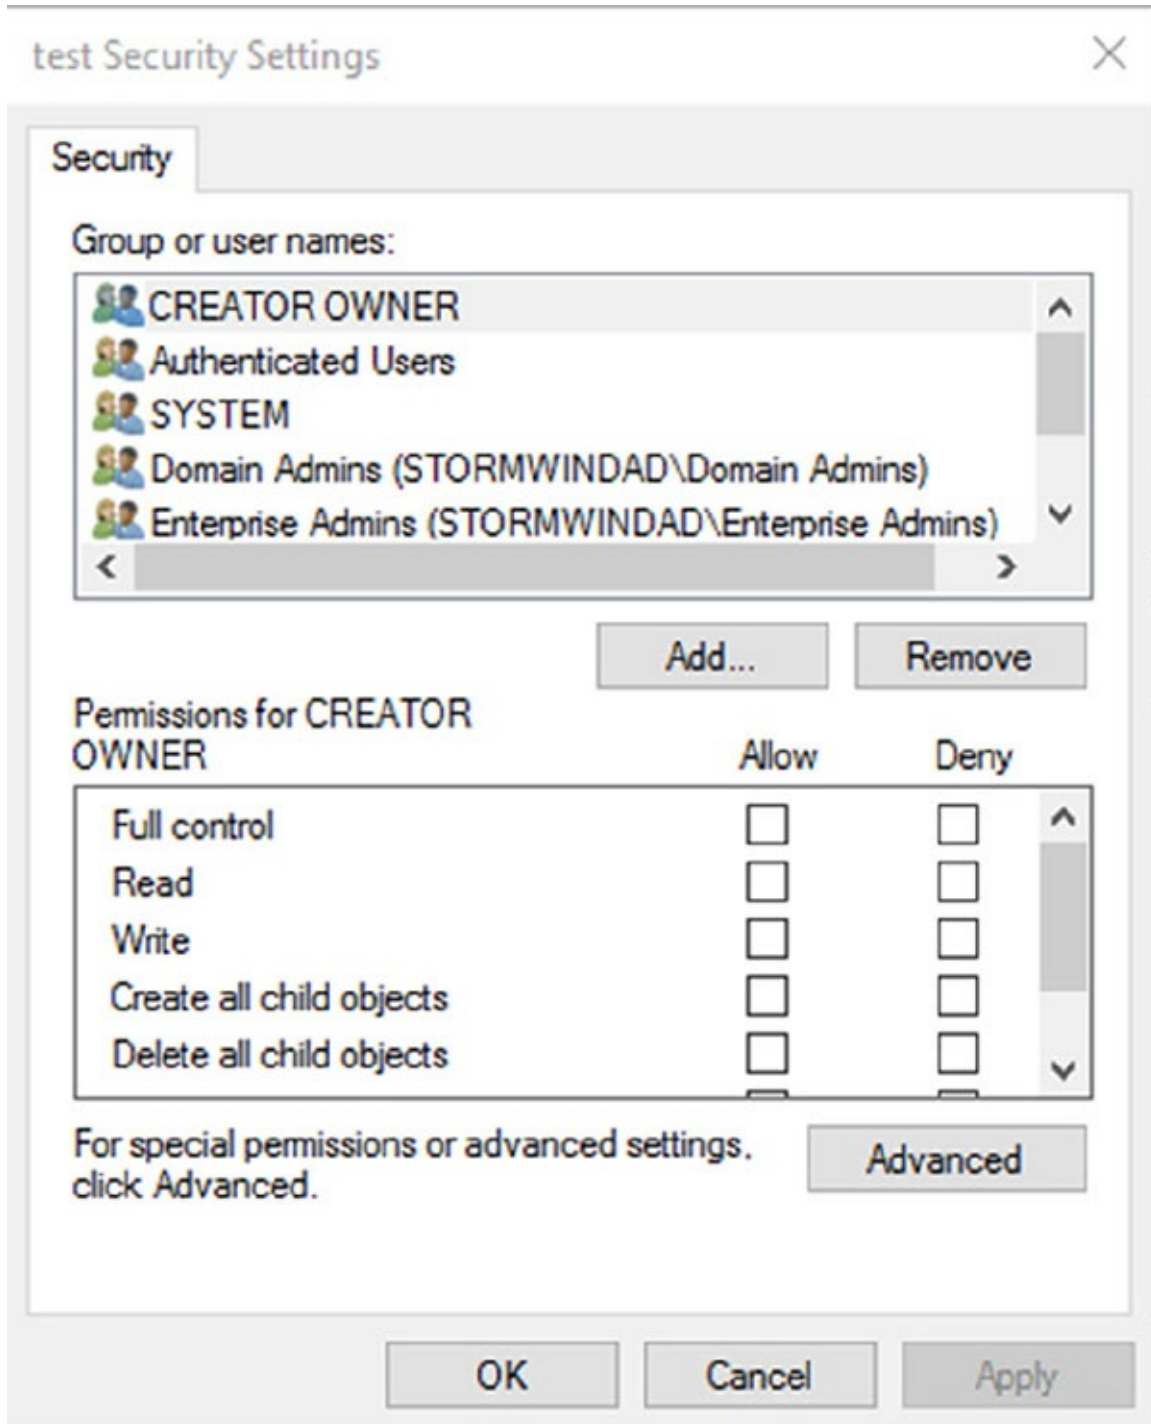 test Security Settings
Security
Group or user names:
CREATOR OWNER
Authenticated Users
SYSTEM
Domain Admins (STORMWINDAD\Domain Admins)
Enterprise Admins (STORMWINDAD\Enterprise Admins)
Add... Remove
Permissions for CREATOR
OWNER Allow Deny
Full control
Read
Write
Create all child objects
Delete all child objects
For special permissions or advanced settings,
click Advanced.
Advanced
OK Cancel Apply